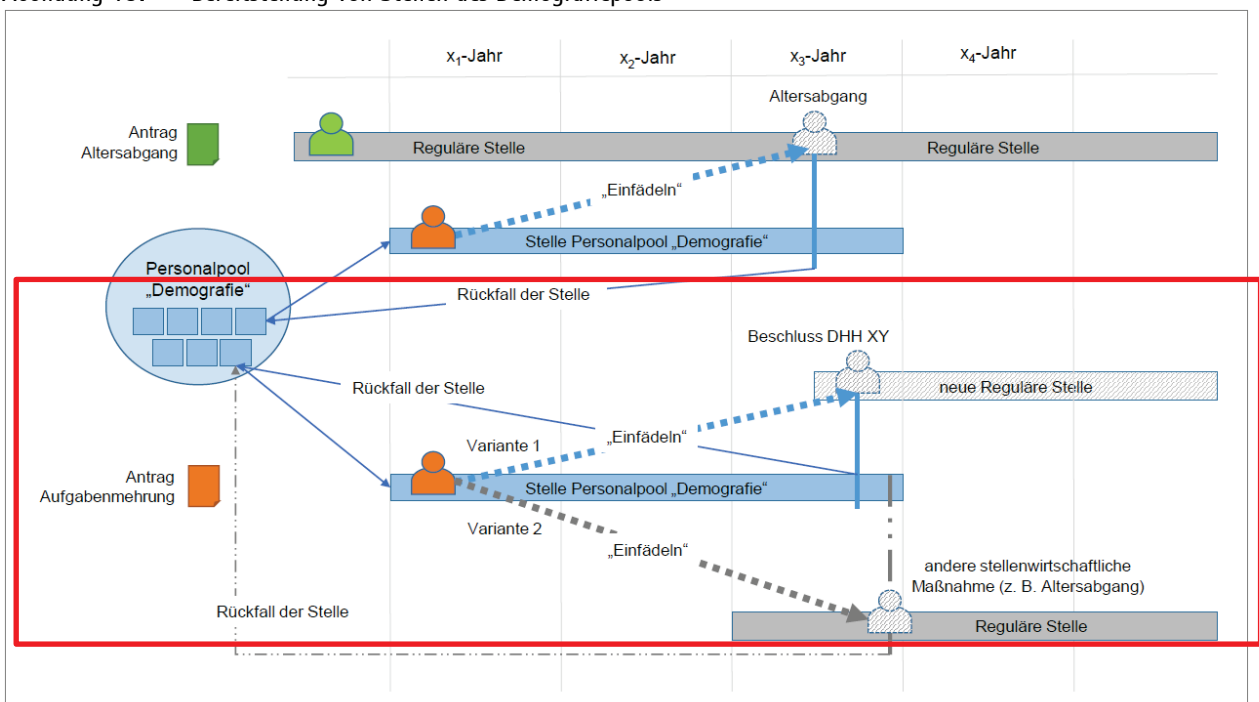 x₁-Jahr
x₂-Jahr
x₃-Jahr
x₄-Jahr
Altersabgang
Antrag
Altersabgang
Reguläre Stelle
Reguläre Stelle
„Einfädeln“
Stelle Personalpool „Demografie“
Personalpool
„Demografie“
Rückfall der Stelle
Beschluss DHH XY
Rückfall der Stelle
neue Reguläre Stelle
Variante 1
„Einfädeln“
Antrag
Aufgabenmehrung
Stelle Personalpool „Demografie“
Variante 2
„Einfädeln“
andere stellenwirtschaftliche
Maßnahme (z. B. Altersabgang)
Rückfall der Stelle
Reguläre Stelle